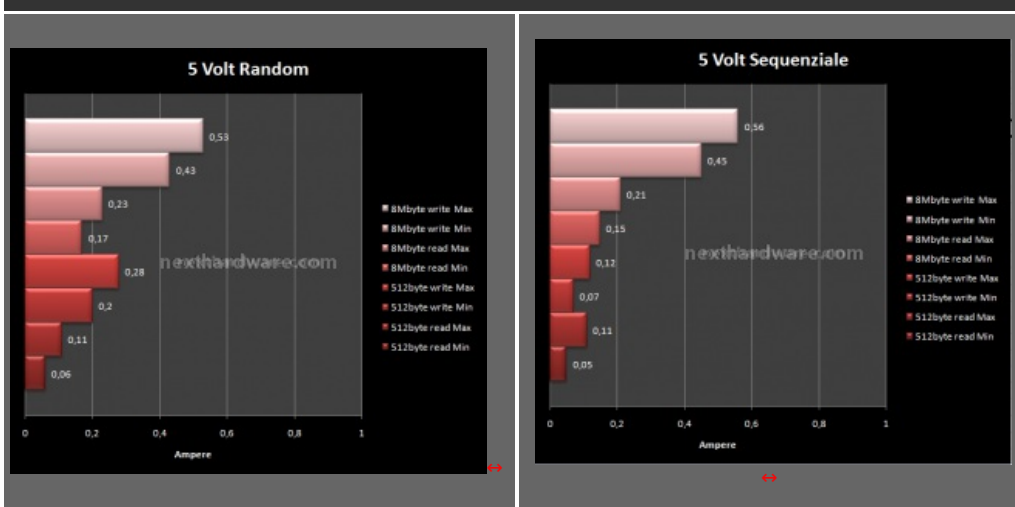 5 Volt Random
0,53
0,43
0,23
0,17
0,28
0,2
0,11
0,06
nexthardware.com
8Mbyte write Max
8Mbyte write Min
8Mbyte read Max
8Mbyte read Min
512byte write Max
512byte write Min
512byte read Max
512byte read Min
0 0,2 0,4 0,6 0,8 1
Ampere
5 Volt Sequenziale
0,56
0,45
0,21
0,15
0,12
0,07
0,11
0,05
nexthardware.com
8Mbyte write Max
8Mbyte write Min
8Mbyte read Max
8Mbyte read Min
512byte write Max
512byte write Min
512byte read Max
512byte read Min
0 0,2 0,4 0,6 0,8 1
Ampere